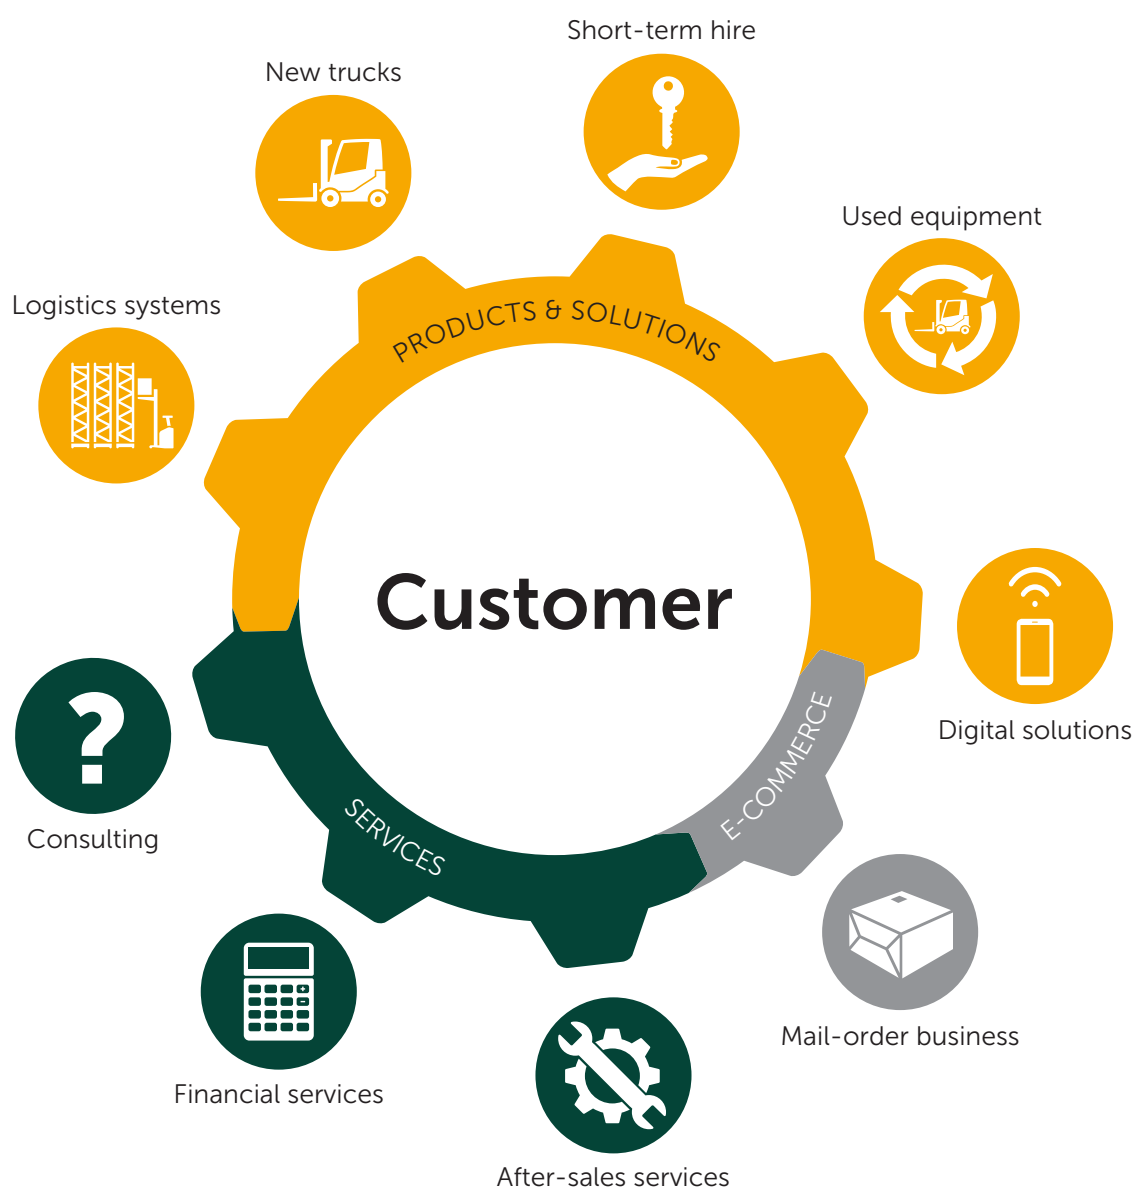 Short-term hire
New trucks
Used equipment
Logistics systems
PRODUCTS & SOLUTIONS
Customer
Digital solutions
E-COMMERCE
SERVICES
Consulting
Mail-order business
Financial services
After-sales services